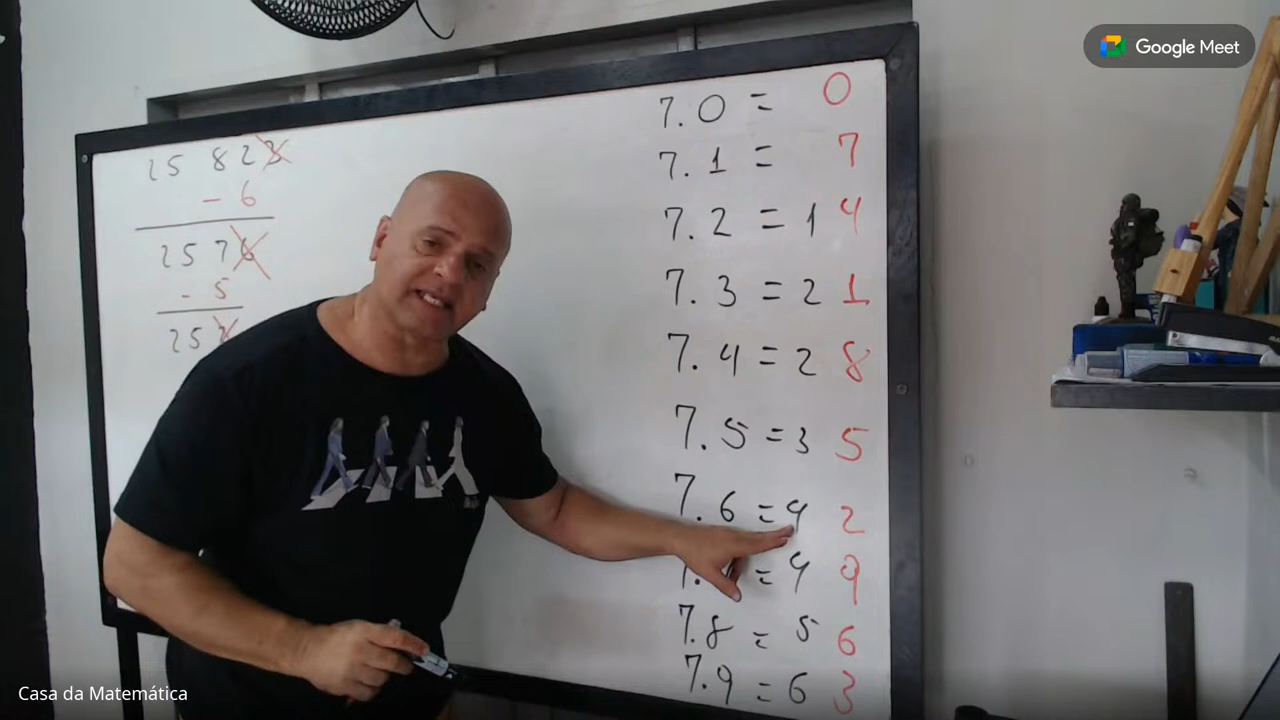 Google Meet
25 823
- 6
2576
- 5
25
7.0 = 0
7.1 = 7
7.2 = 14
7.3 = 21
7.4 = 28
7.5 = 35
7.6 = 42
7. = 49
7.8 = 56
7.9 = 63
Casa da Matemática